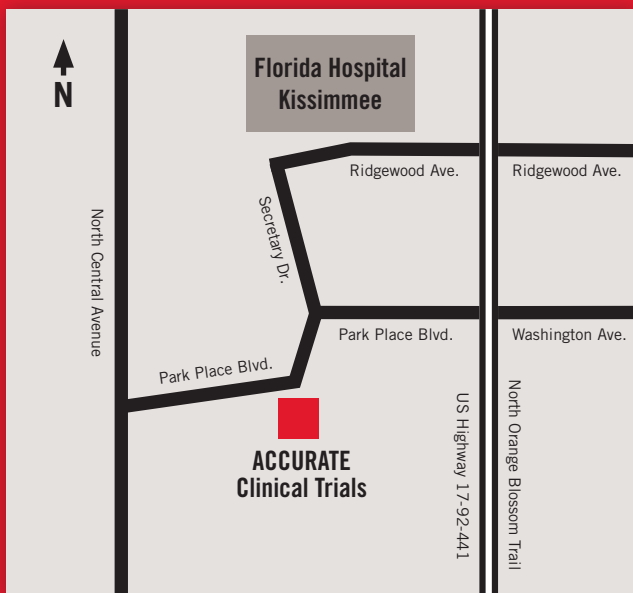 N
Florida Hospital
Kissimmee
Ridgewood Ave.
Ridgewood Ave.
Secretary Dr.
North Central Avenue
Park Place Blvd.
Washington Ave.
Park Place Blvd.
US Highway 17-92-441
North Orange Blossom Trail
ACCURATE
Clinical Trials